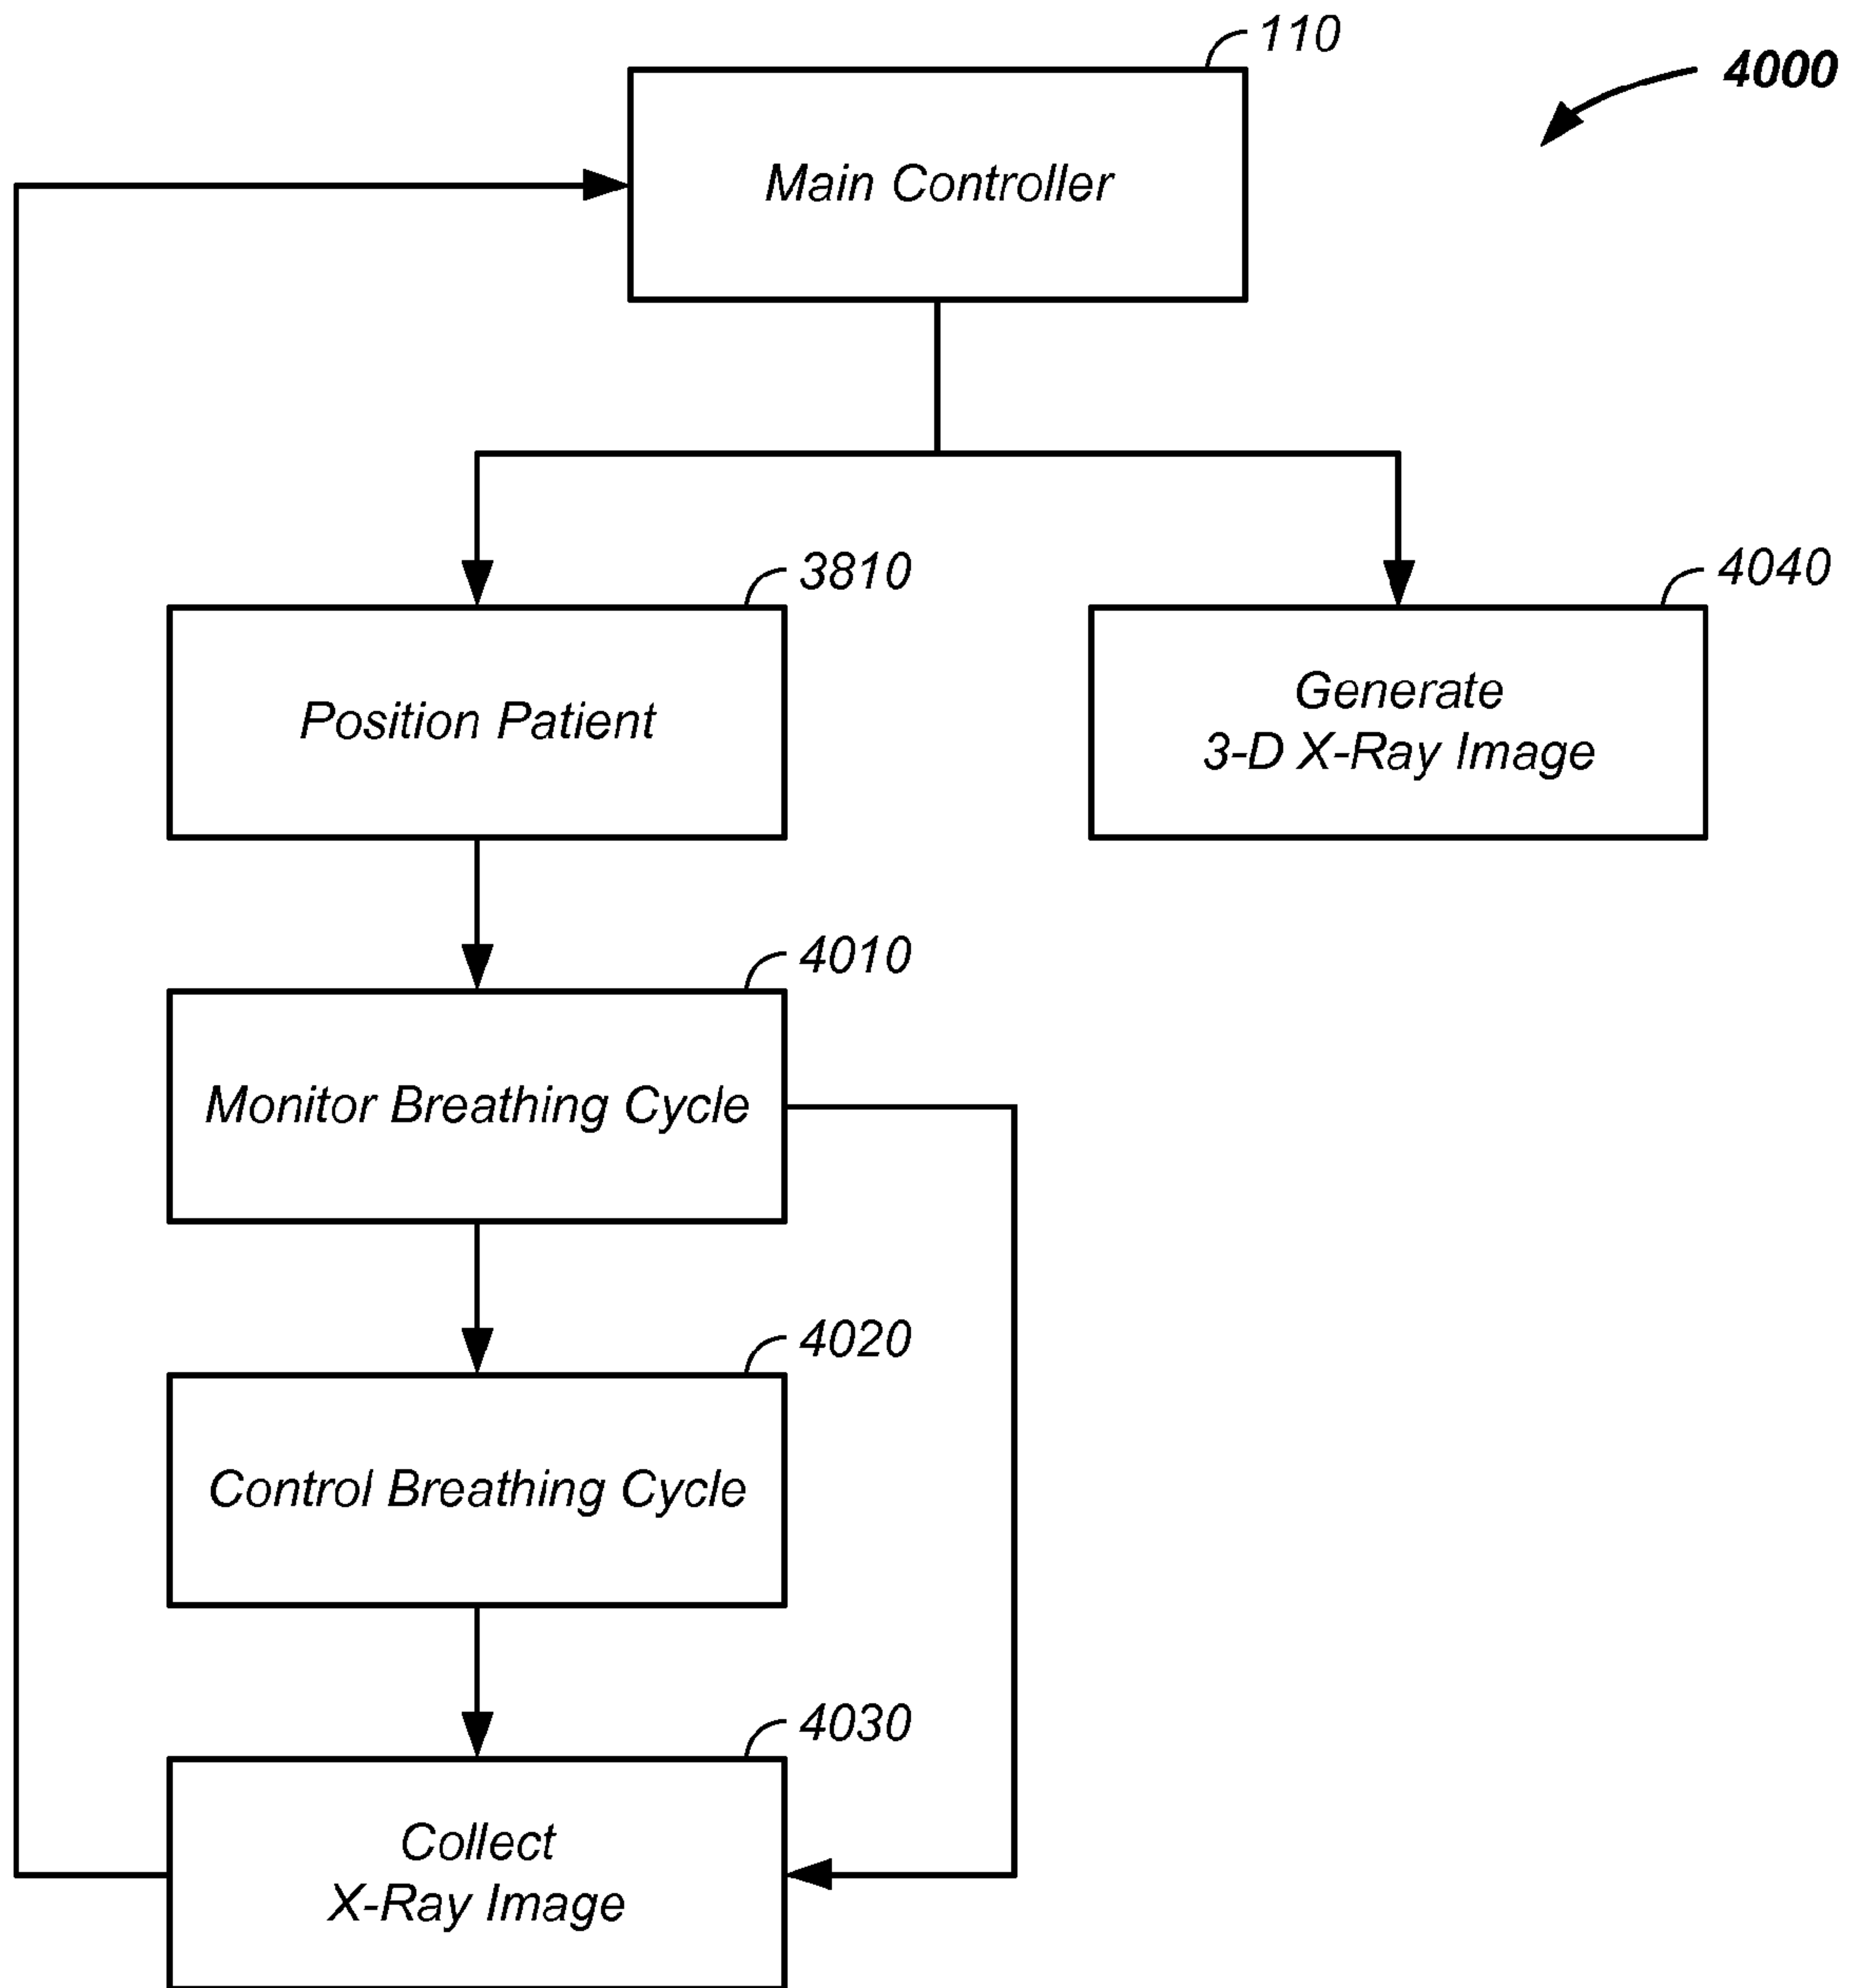 110
4000
Main Controller
3810
4040
Position Patient
Generate
3-D X-Ray Image
4010
Monitor Breathing Cycle
4020
Control Breathing Cycle
4030
Collect
X-Ray Image